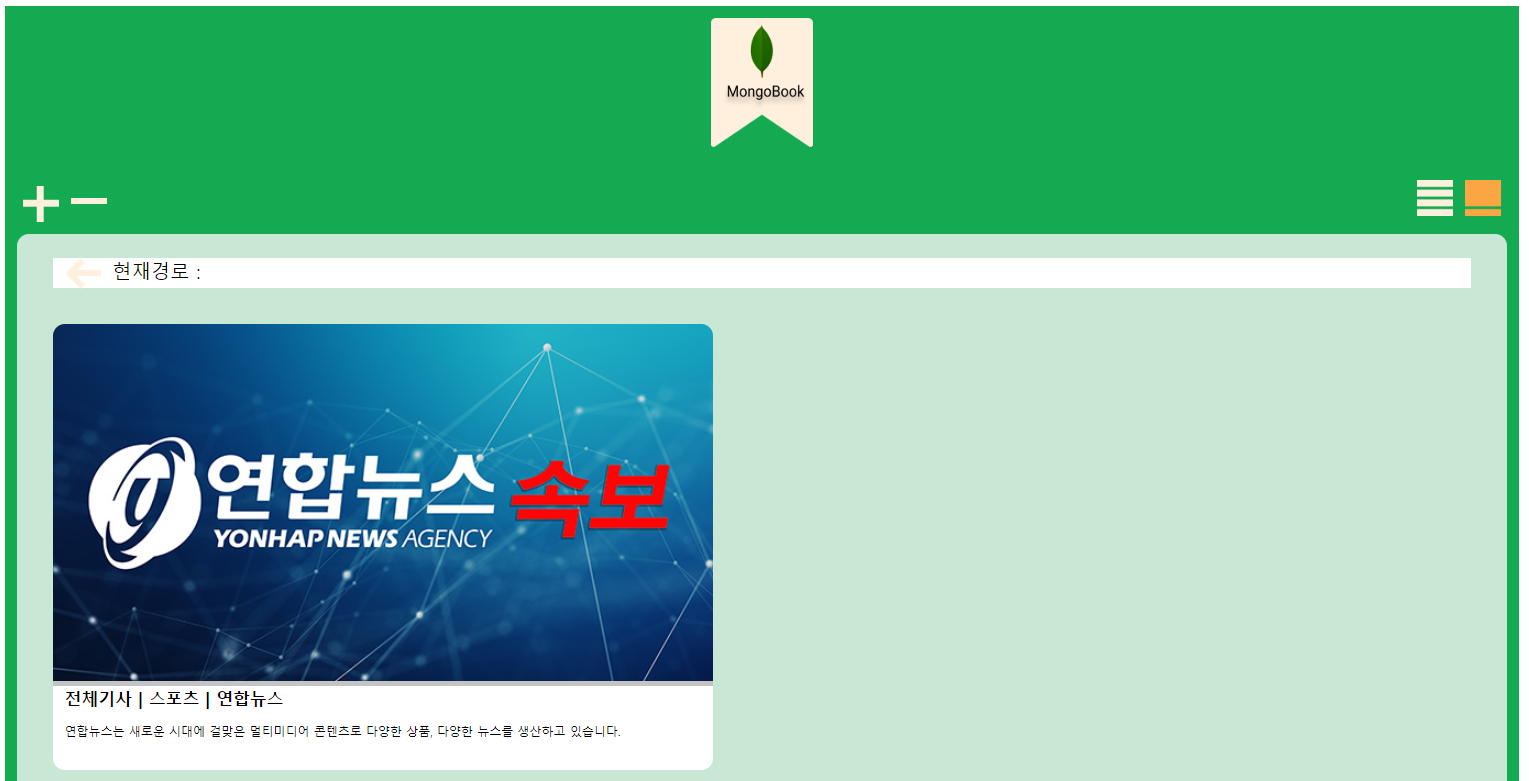 MongoBook
현재경로 :
연합뉴스 속보
YONHAP NEWS AGENCY
전체기사 | 스포츠 | 연합뉴스
연합뉴스는 새로운 시대에 걸맞은 멀티미디어 콘텐츠로 다양한 상품, 다양한 뉴스를 생산하고 있습니다.